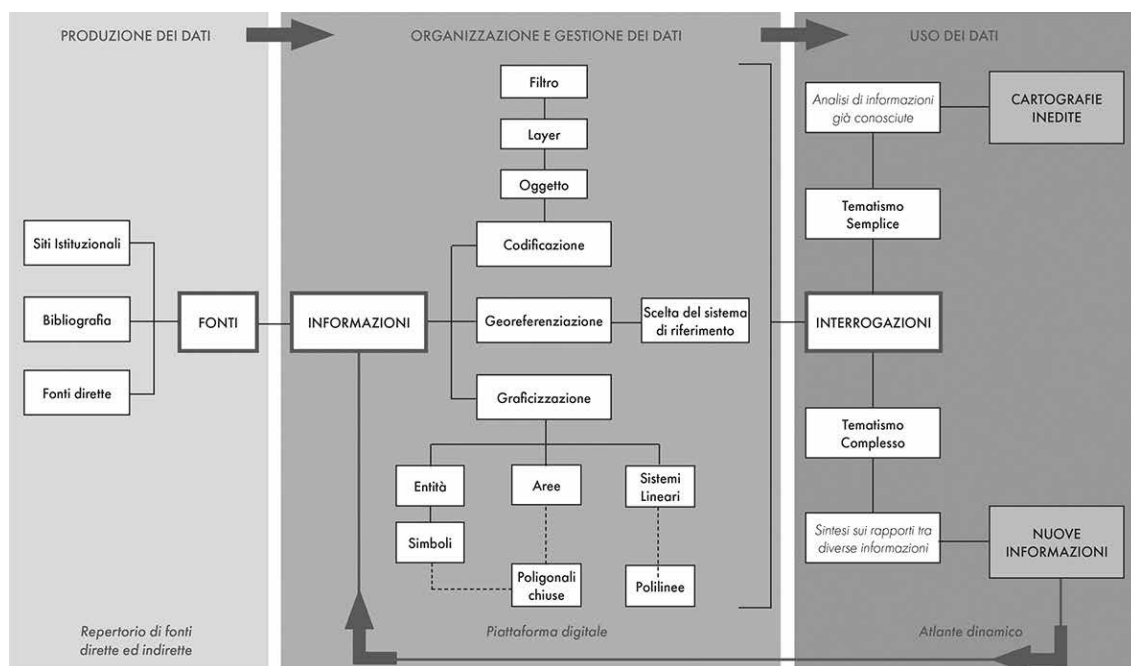 PRODUZIONE DEI DATI
ORGANIZZAZIONE E GESTIONE DEI DATI
USO DEI DATI
Siti Istituzionali
Bibliografia
Fonti dirette
FONTI
INFORMAZIONI
Filtro
Layer
Oggetto
Codificazione
Georeferenziazione
Scelta del sistema
di riferimento
Graficizzazione
Entità
Aree
Sistemi
Lineari
Simboli
Poligonali
chiuse
Polilinee
Analisi di informazioni
già conosciute
CARTOGRAFIE
INEDITE
Tematismo
Semplice
INTERROGAZIONI
Tematismo
Complesso
Sintesi sui rapporti tra
diverse informazioni
NUOVE
INFORMAZIONI
Repertorio di fonti
dirette ed indirette
Piattaforma digitale
Atlante dinamico